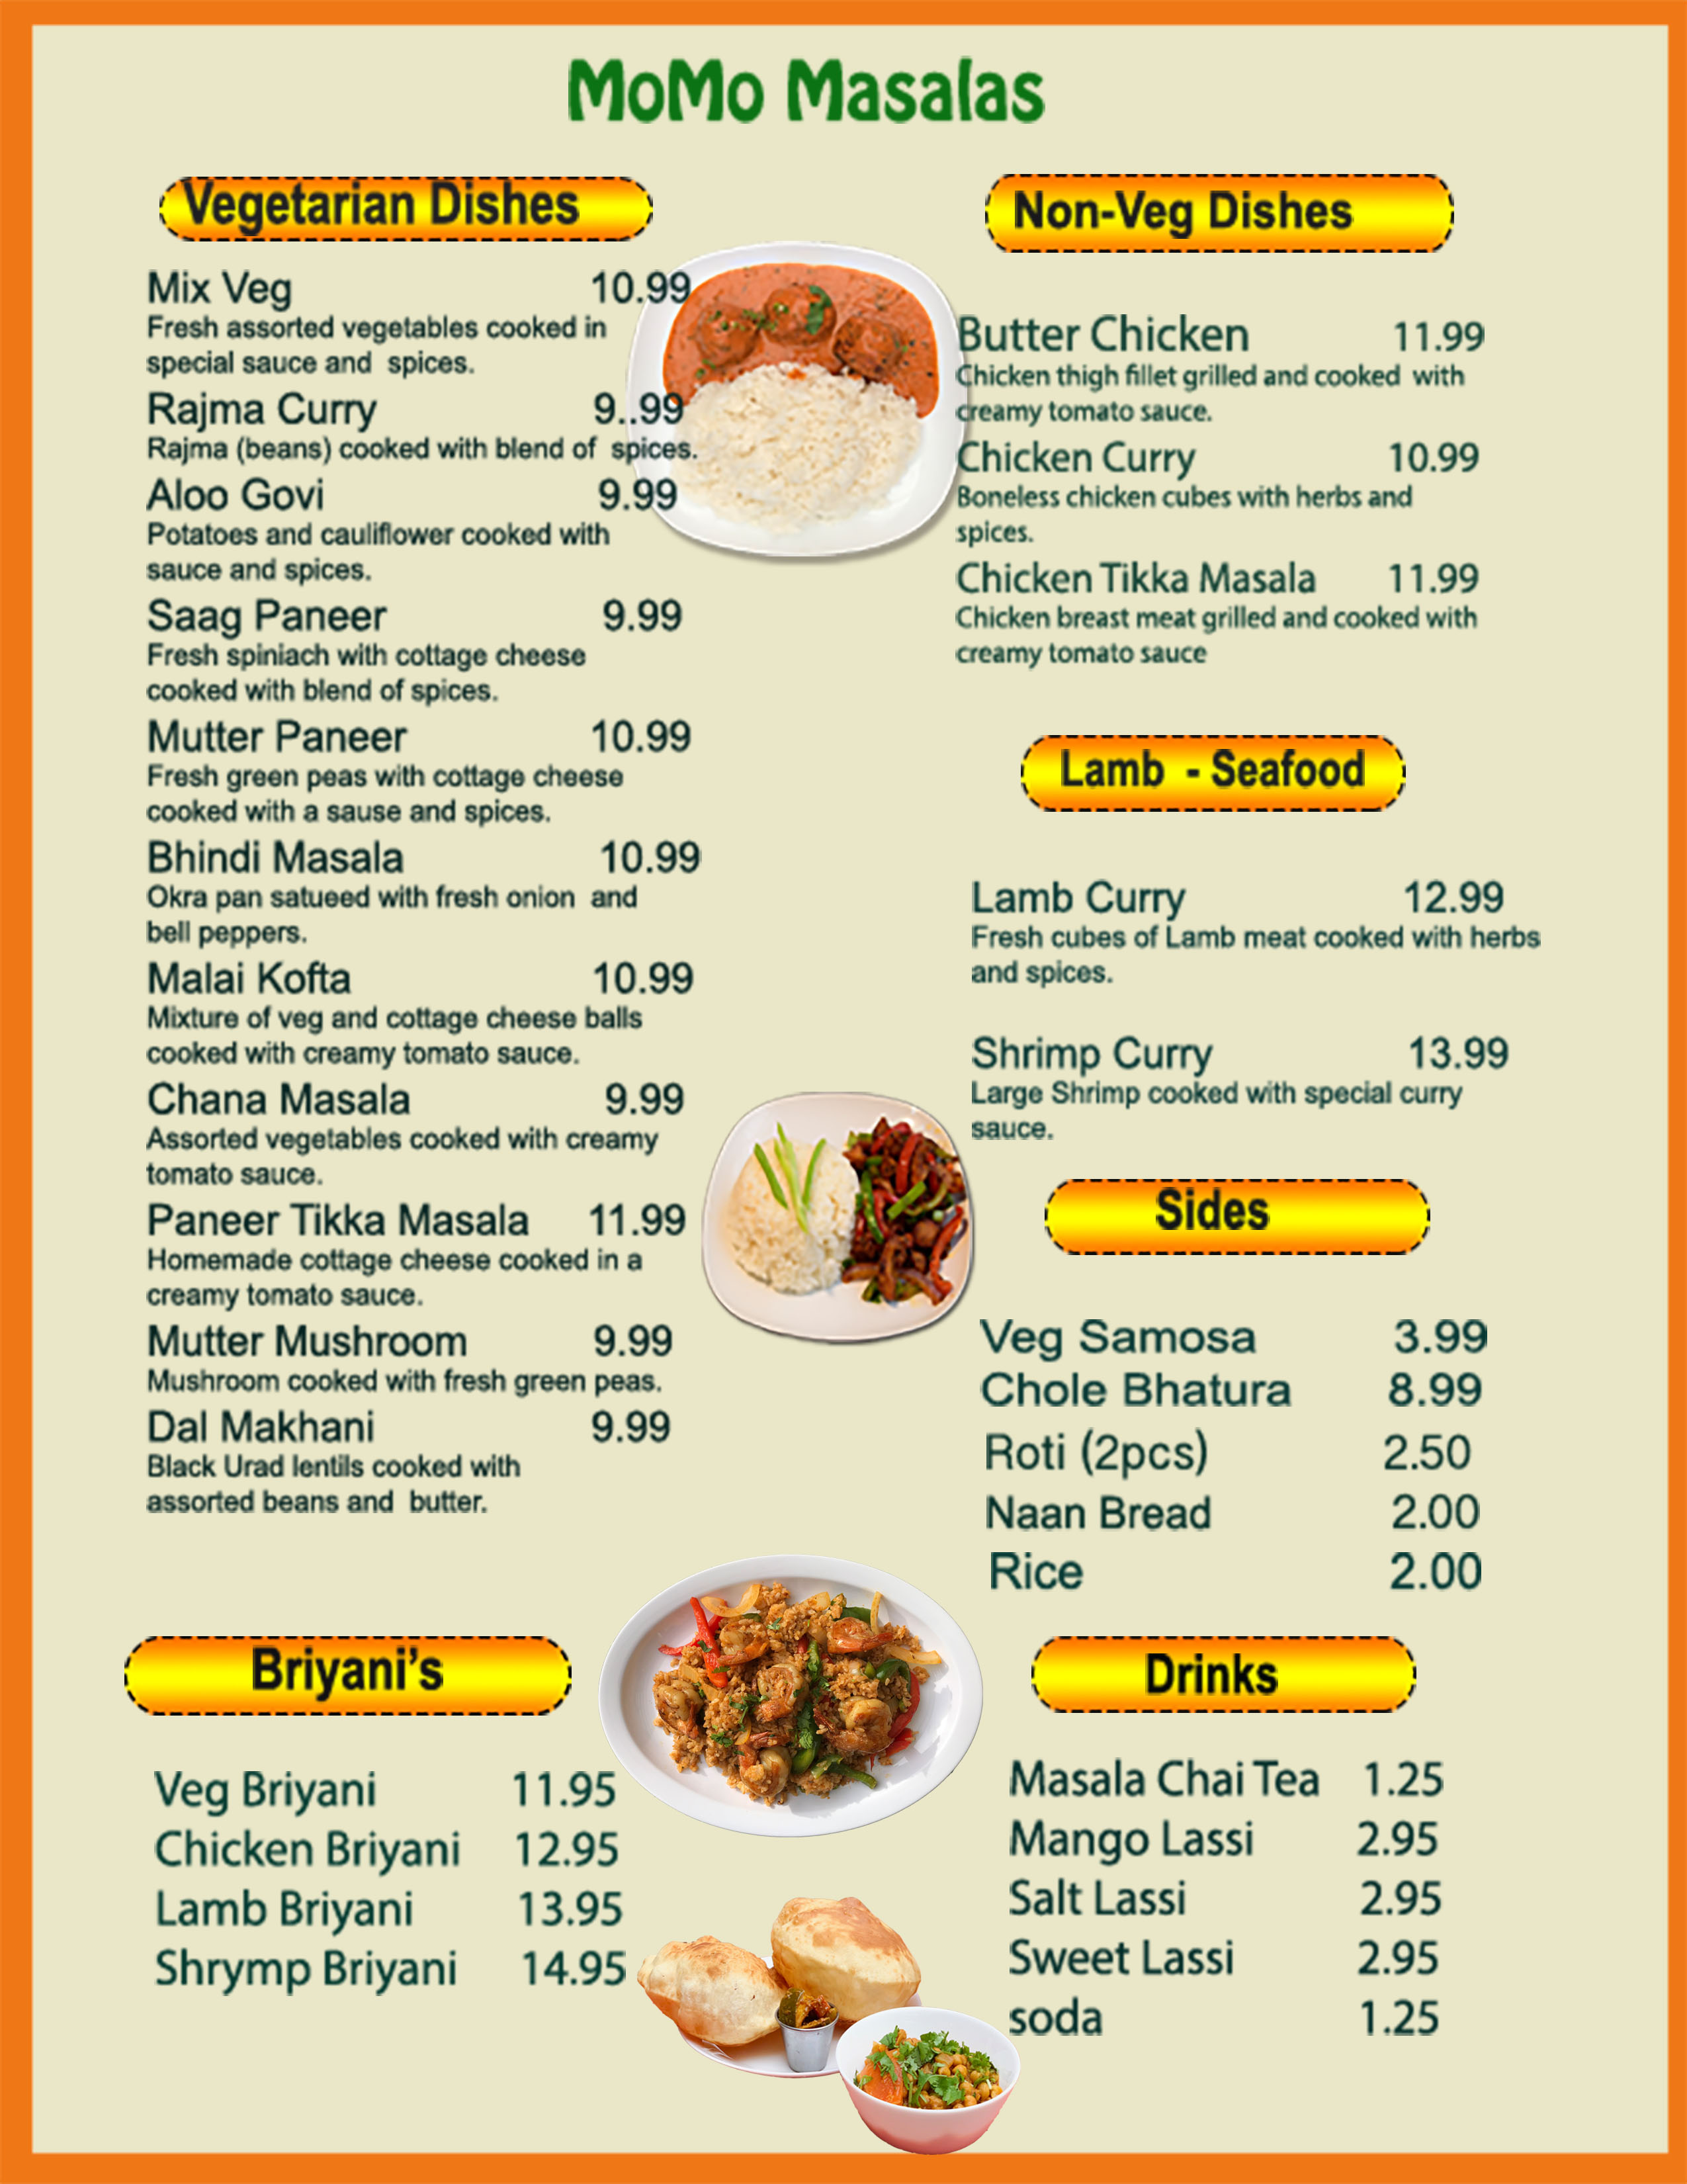 MoMo Masalas
Vegetarian Dishes
Mix Veg 10.99
Fresh assorted vegetables cooked in
special sauce and spices.
Rajma Curry 9..99
Rajma (beans) cooked with blend of spices.
Aloo Govi 9.99
Potatoes and cauliflower cooked with
sauce and spices.
Saag Paneer 9.99
Fresh spiniach with cottage cheese
cooked with blend of spices.
Mutter Paneer 10.99
Fresh green peas with cottage cheese
cooked with a sause and spices.
Bhindi Masala 10.99
Okra pan satueed with fresh onion and
bell peppers.
Malai Kofta 10.99
Mixture of veg and cottage cheese balls
cooked with creamy tomato sauce.
Chana Masala 9.99
Assorted vegetables cooked with creamy
tomato sauce.
Paneer Tikka Masala 11.99
Homemade cottage cheese cooked in a
creamy tomato sauce.
Mutter Mushroom 9.99
Mushroom cooked with fresh green peas.
Dal Makhani 9.99
Black Urad lentils cooked with
assorted beans and butter.
Briyani's
Veg Briyani 11.95
Chicken Briyani 12.95
Lamb Briyani 13.95
Shrymp Briyani 14.95
Non-Veg Dishes
Butter Chicken 11.99
Chicken thigh fillet grilled and cooked with
creamy tomato sauce.
Chicken Curry 10.99
Boneless chicken cubes with herbs and
spices.
Chicken Tikka Masala 11.99
Chicken breast meat grilled and cooked with
creamy tomato sauce
Lamb - Seafood
Lamb Curry 12.99
Fresh cubes of Lamb meat cooked with herbs
and spices.
Shrimp Curry 13.99
Large Shrimp cooked with special curry
sauce.
Sides
Veg Samosa 3.99
Chole Bhatura 8.99
Roti (2pcs) 2.50
Naan Bread 2.00
Rice 2.00
Drinks
Masala Chai Tea 1.25
Mango Lassi 2.95
Salt Lassi 2.95
Sweet Lassi 2.95
soda 1.25